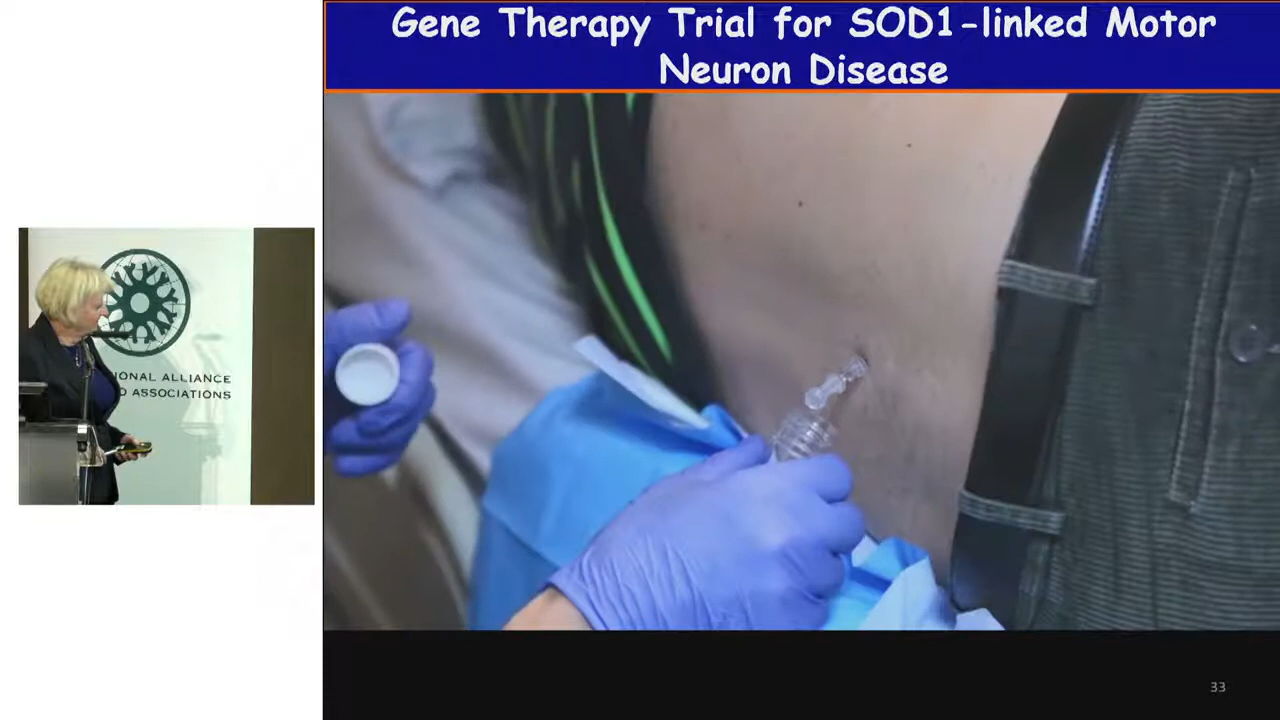 Gene Therapy Trial for SOD1-linked Motor
Neuron Disease
IONAL ALLIANCE
D ASSOCIATIONS
33